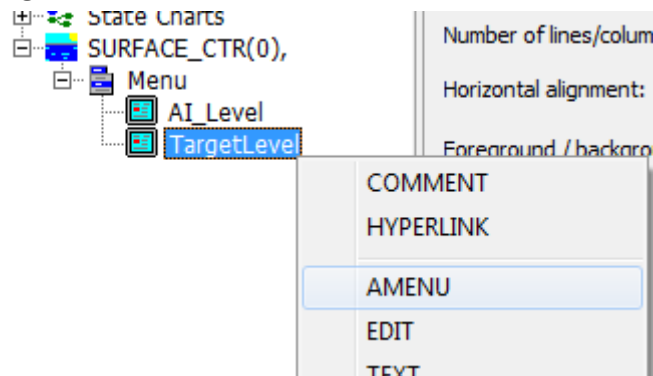 State Charts
SURFACE_CTR(0),
Menu
AI_Level
TargetLevel
Number of lines/colum
Horizontal alignment:
Foreground / backgro
COMMENT
HYPERLINK
AMENU
EDIT
TEXT